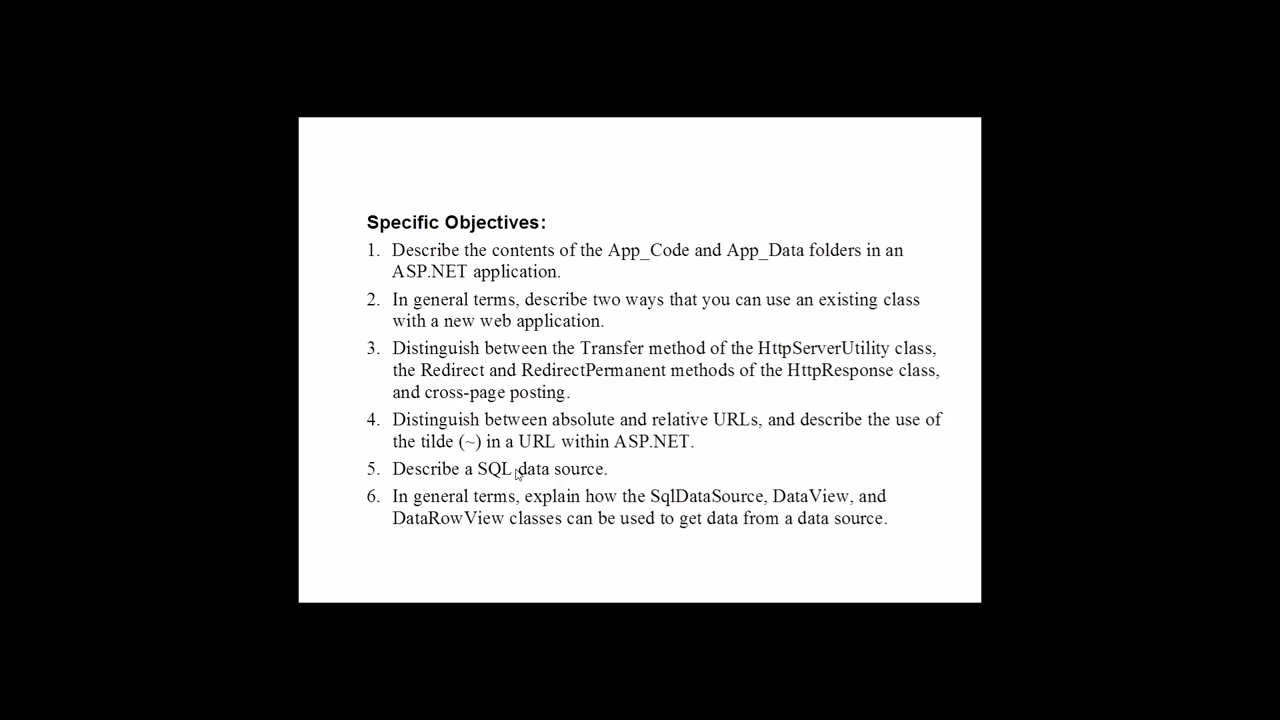 Specific Objectives:
1. Describe the contents of the App_Code and App_Data folders in an
ASP.NET application.
2. In general terms, describe two ways that you can use an existing class
with a new web application.
3. Distinguish between the Transfer method of the HttpServerUtility class,
the Redirect and RedirectPermanent methods of the HttpResponse class,
and cross-page posting.
4. Distinguish between absolute and relative URLs, and describe the use of
the tilde (~) in a URL within ASP.NET.
5. Describe a SQL data source.
6. In general terms, explain how the SqlDataSource, DataView, and
DataRowView classes can be used to get data from a data source.